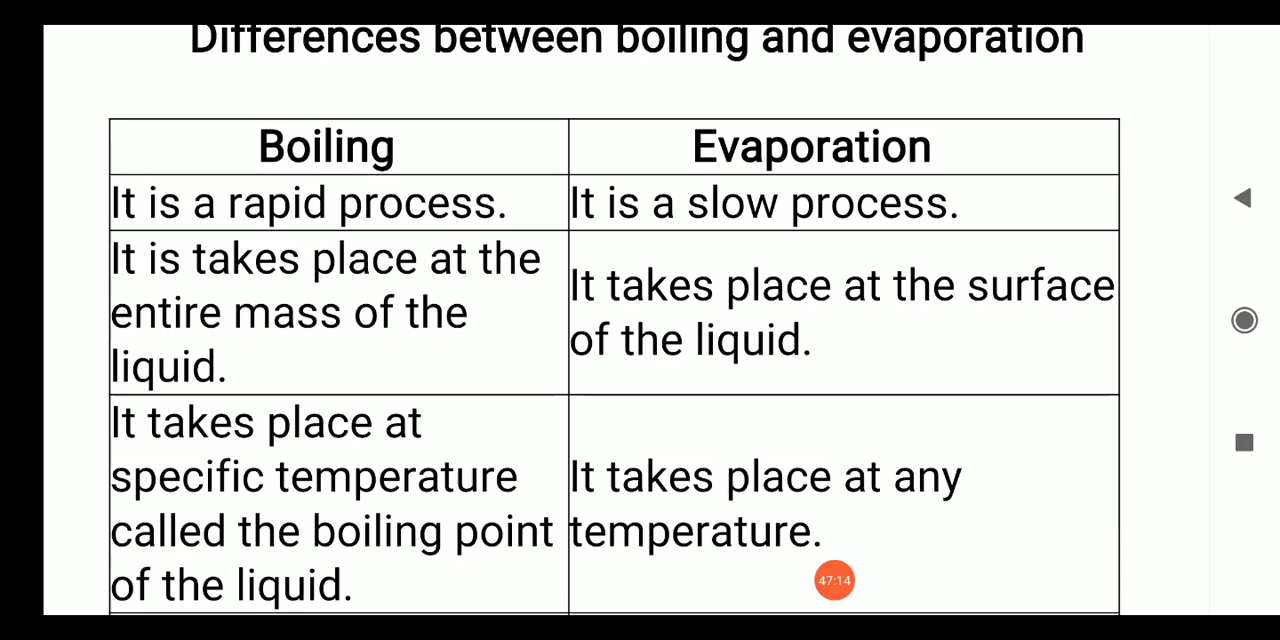 Differences between boiling and evaporation
Boiling
Evaporation
It is a rapid process.
It is a slow process.
It is takes place at the
entire mass of the
liquid.
It takes place at the surface
of the liquid.
It takes place at
specific temperature
called the boiling point
of the liquid.
It takes place at any
temperature.
47:14